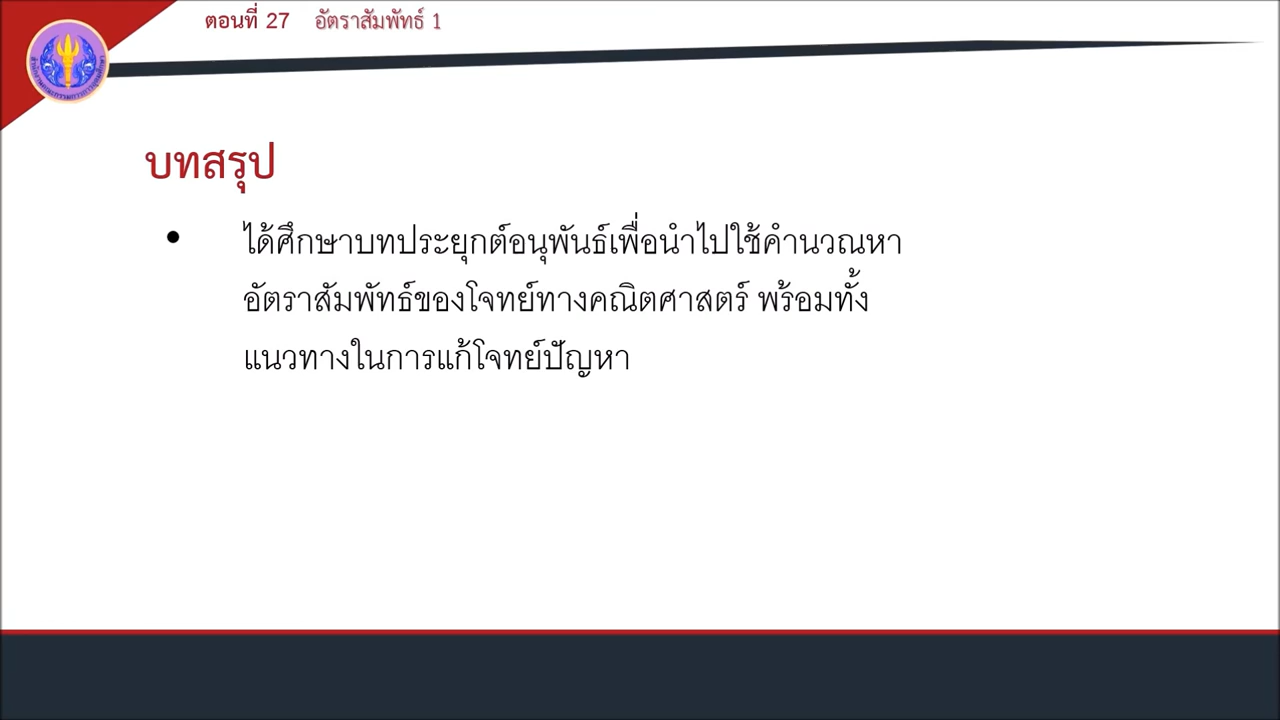 ตอนที่ 27 อัตราสัมพัทธ์ 1
บทสรุป
• ได้ศึกษาบทประยุกต์อนุพันธ์เพื่อนำไปใช้คำนวณหา
อัตราสัมพัทธ์ของโจทย์ทางคณิตศาสตร์ พร้อมทั้ง
แนวทางในการแก้โจทย์ปัญหา